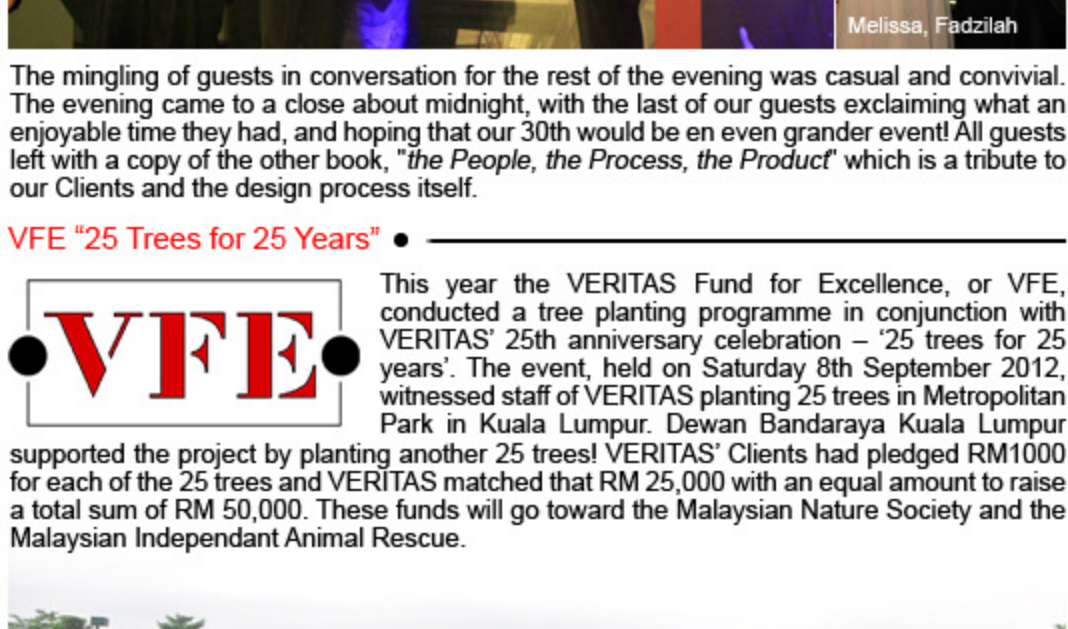 Melissa, Fadzilah
The mingling of guests in conversation for the rest of the evening was casual and convivial.
The evening came to a close about midnight, with the last of our guests exclaiming what an
enjoyable time they had, and hoping that our 30th would be en even grander event! All guests
left with a copy of the other book, "the People, the Process, the Product" which is a tribute to
our Clients and the design process itself.
VFE “25 Trees for 25 Years”
VFE
This year the VERITAS Fund for Excellence, or VFE,
conducted a tree planting programme in conjunction with
VERITAS’ 25th anniversary celebration – ‘25 trees for 25
years’. The event, held on Saturday 8th September 2012,
witnessed staff of VERITAS planting 25 trees in Metropolitan
Park in Kuala Lumpur. Dewan Bandaraya Kuala Lumpur
supported the project by planting another 25 trees! VERITAS’ Clients had pledged RM1000
for each of the 25 trees and VERITAS matched that RM 25,000 with an equal amount to raise
a total sum of RM 50,000. These funds will go toward the Malaysian Nature Society and the
Malaysian Independant Animal Rescue.